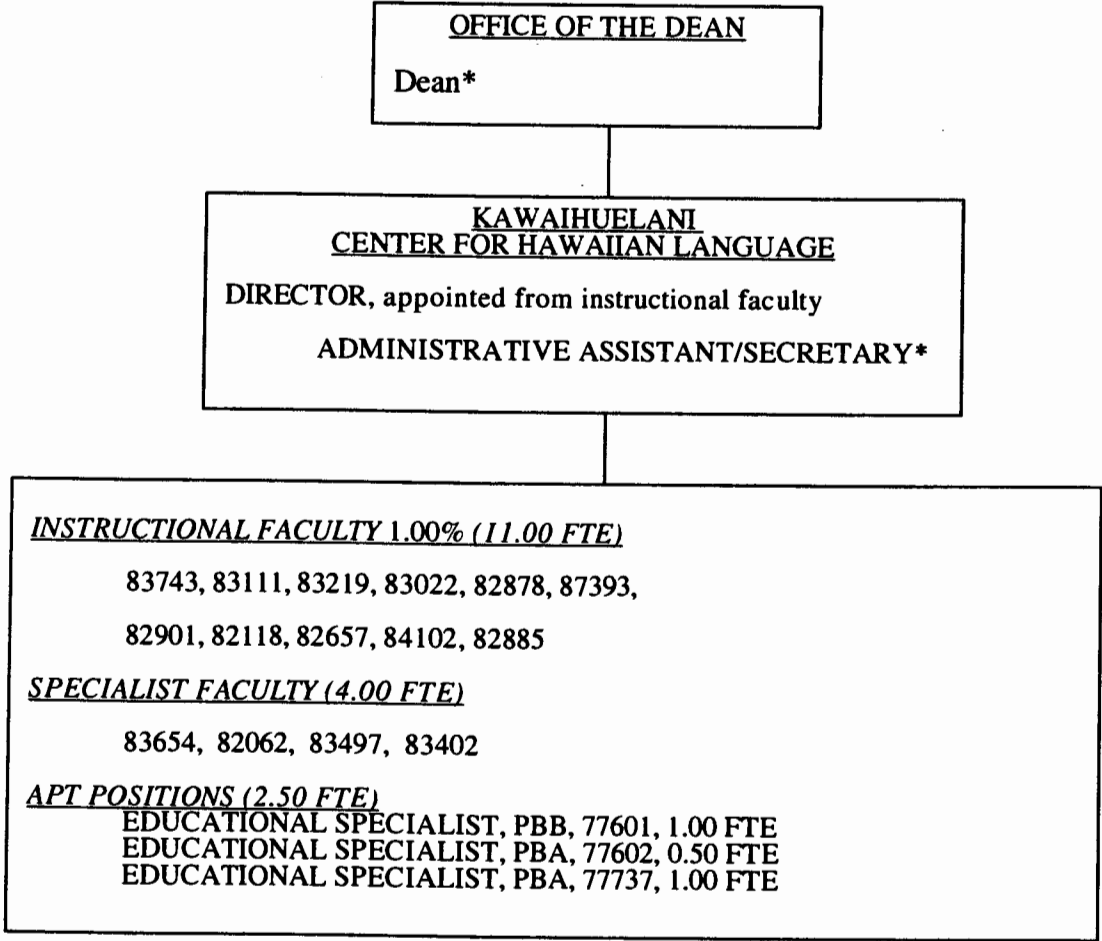 OFFICE OF THE DEAN
Dean*
KAWAIHUELANI
CENTER FOR HAWAIIAN LANGUAGE
DIRECTOR, appointed from instructional faculty
ADMINISTRATIVE ASSISTANT/SECRETARY*
INSTRUCTIONAL FACULTY 1.00% (11.00 FTE)
83743, 83111, 83219, 83022, 82878, 87393,
82901, 82118, 82657, 84102, 82885
SPECIALIST FACULTY (4.00 FTE)
83654, 82062, 83497, 83402
APT POSITIONS (2.50 FTE)
EDUCATIONAL SPECIALIST, PBB, 77601, 1.00 FTE
EDUCATIONAL SPECIALIST, PBA, 77602, 0.50 FTE
EDUCATIONAL SPECIALIST, PBA, 77737, 1.00 FTE